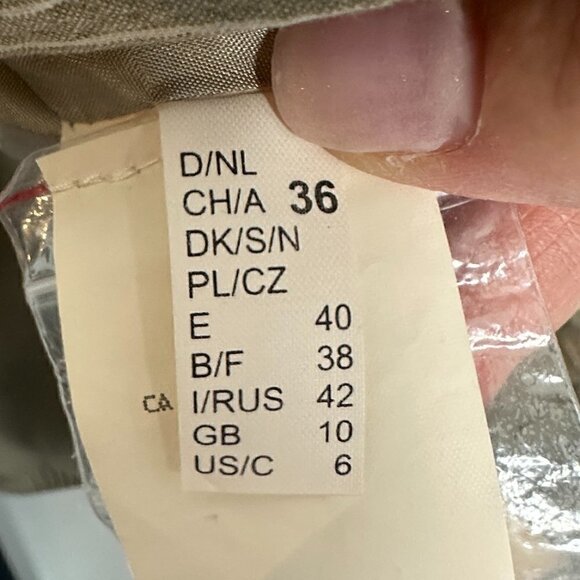 D/NL
CH/A 36
DK/S/N
PL/CZ
E 40
B/F 38
CA I/RUS 42
GB 10
US/C 6